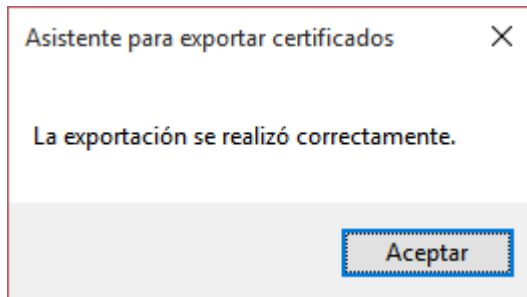 Asistente para exportar certificados
La exportación se realizó correctamente.
Aceptar